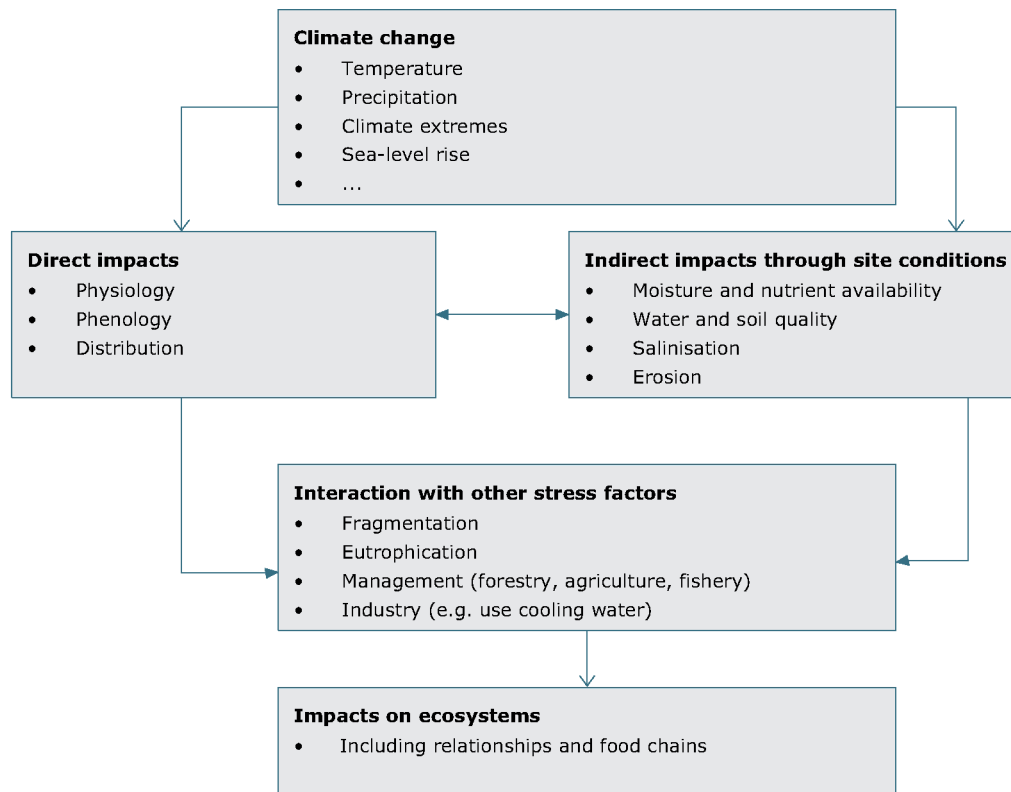 Climate change
• Temperature
• Precipitation
• Climate extremes
• Sea-level rise
• ...
Direct impacts
• Physiology
• Phenology
• Distribution
Indirect impacts through site conditions
• Moisture and nutrient availability
• Water and soil quality
• Salinisation
• Erosion
Interaction with other stress factors
• Fragmentation
• Eutrophication
• Management (forestry, agriculture, fishery)
• Industry (e.g. use cooling water)
Impacts on ecosystems
• Including relationships and food chains